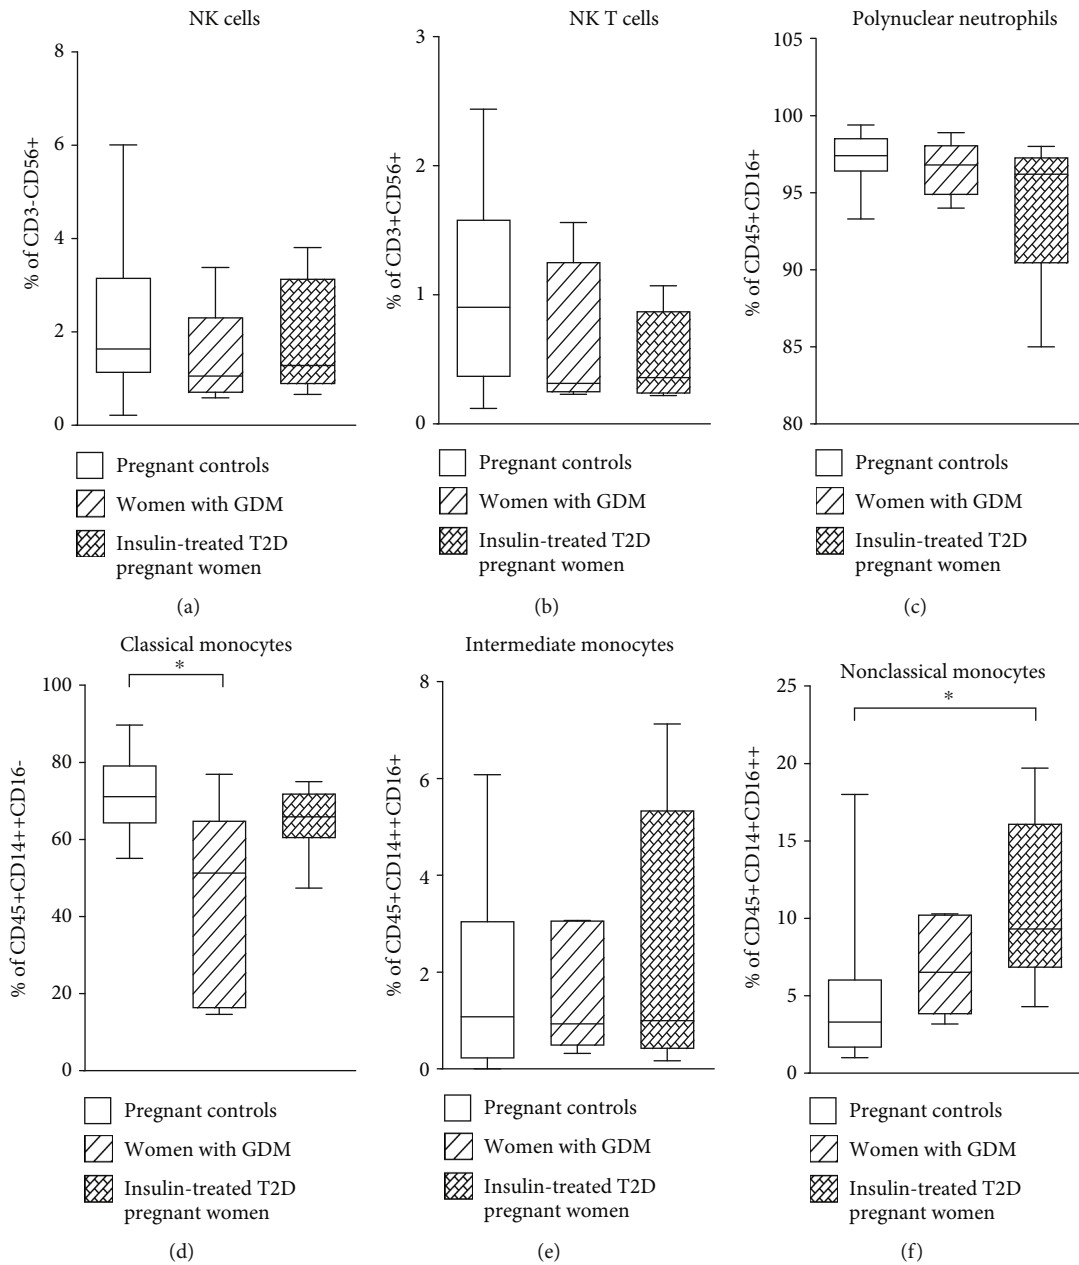 NK cells
% of CD3-CD56+
8
6
4
2
0
Pregnant controls
Women with GDM
Insulin-treated T2D
pregnant women
(a)
NK T cells
% of CD3+CD56+
3
2
1
0
Pregnant controls
Women with GDM
Insulin-treated T2D
pregnant women
(b)
Polynuclear neutrophils
% of CD45+CD16+
105
100
95
90
85
80
Pregnant controls
Women with GDM
Insulin-treated T2D
pregnant women
(c)
Classical monocytes
*
% of CD45+CD14++CD16-
100
80
60
40
20
0
Pregnant controls
Women with GDM
Insulin-treated T2D
pregnant women
(d)
Intermediate monocytes
% of CD45+CD14++CD16+
8
6
4
2
0
Pregnant controls
Women with GDM
Insulin-treated T2D
pregnant women
(e)
Nonclassical monocytes
*
% of CD45+CD14+CD16++
25
20
15
10
5
0
Pregnant controls
Women with GDM
Insulin-treated T2D
pregnant women
(f)